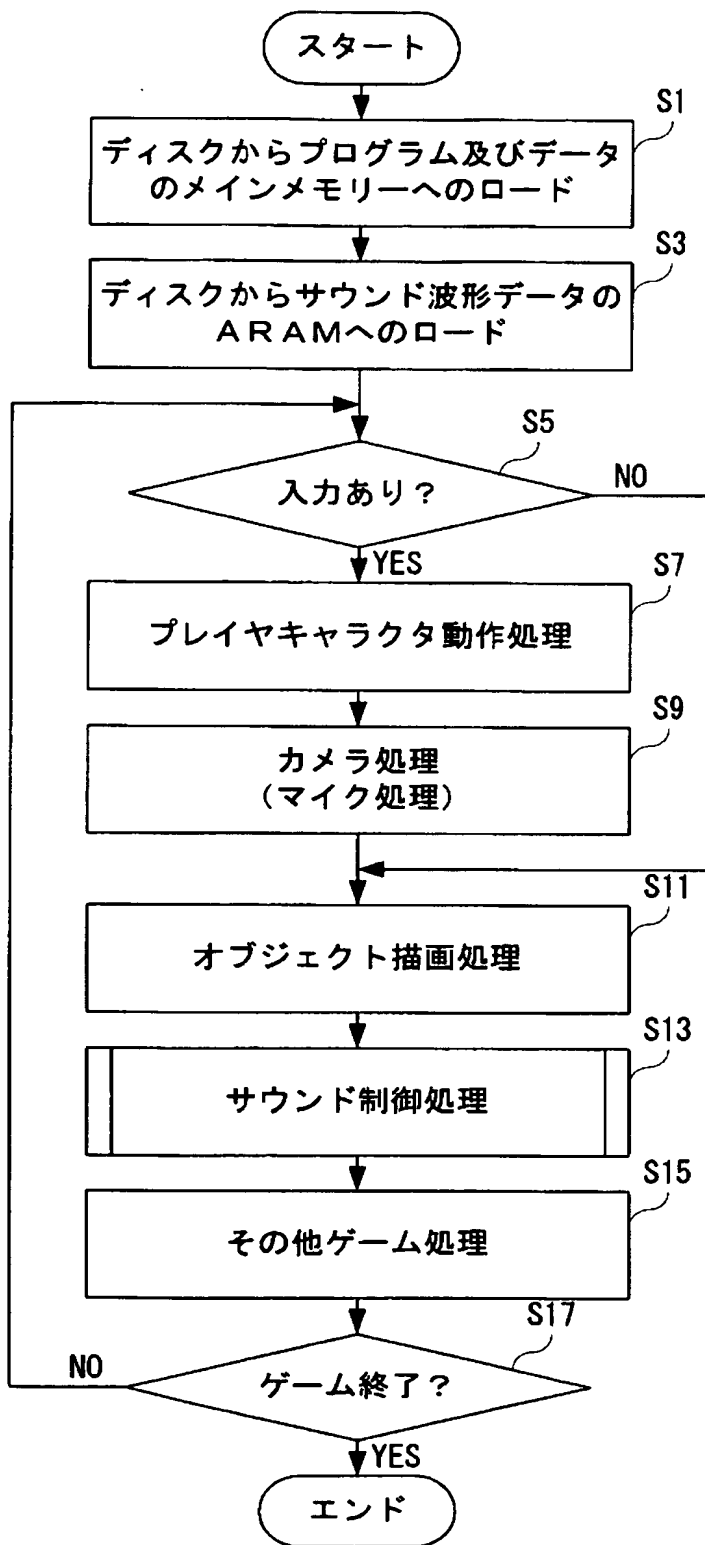 スタート
S1
ディスクからプログラム及びデータ
のメインメモリーへのロード
S3
ディスクからサウンド波形データの
ARAMへのロード
S5
入力あり？
NO
YES
S7
プレイヤキャラクタ動作処理
S9
カメラ処理
（マイク処理）
S11
オブジェクト描画処理
S13
サウンド制御処理
S15
その他ゲーム処理
S17
ゲーム終了？
NO
YES
エンド